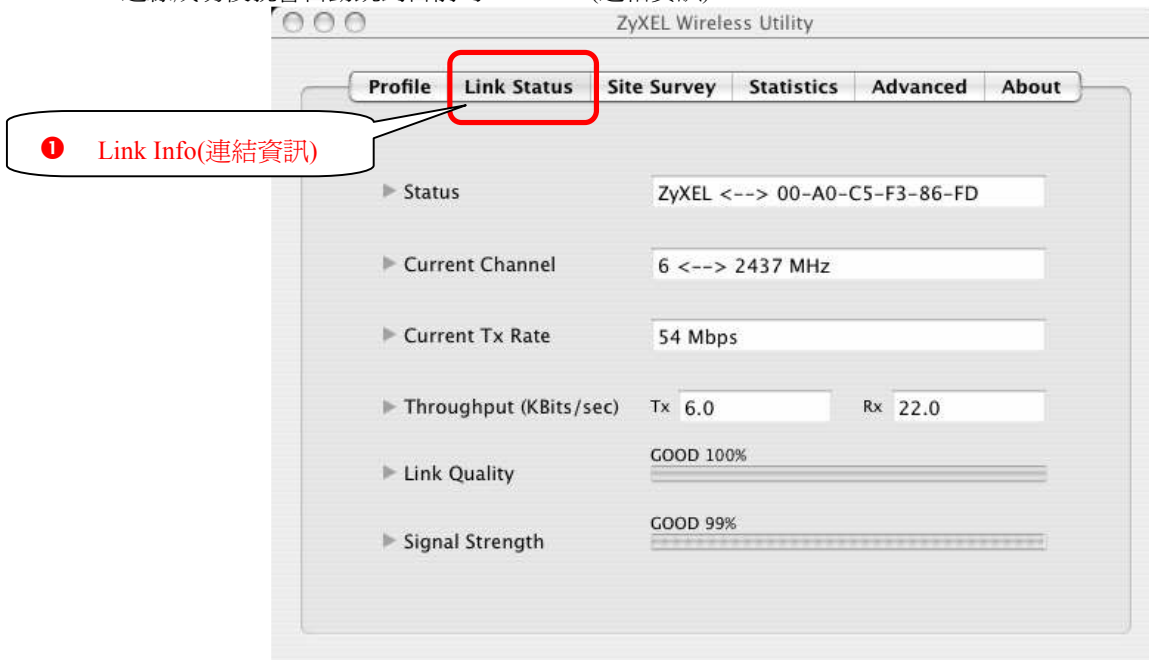 ZyXEL Wireless Utility
Profile Link Status Site Survey Statistics Advanced About
❶ Link Info(連結資訊)
Status ZyXEL <--> 00-A0-C5-F3-86-FD
Current Channel 6 <--> 2437 MHz
Current Tx Rate 54 Mbps
Throughput (KBits/sec) Tx 6.0 Rx 22.0
GOOD 100%
Link Quality
GOOD 99%
Signal Strength